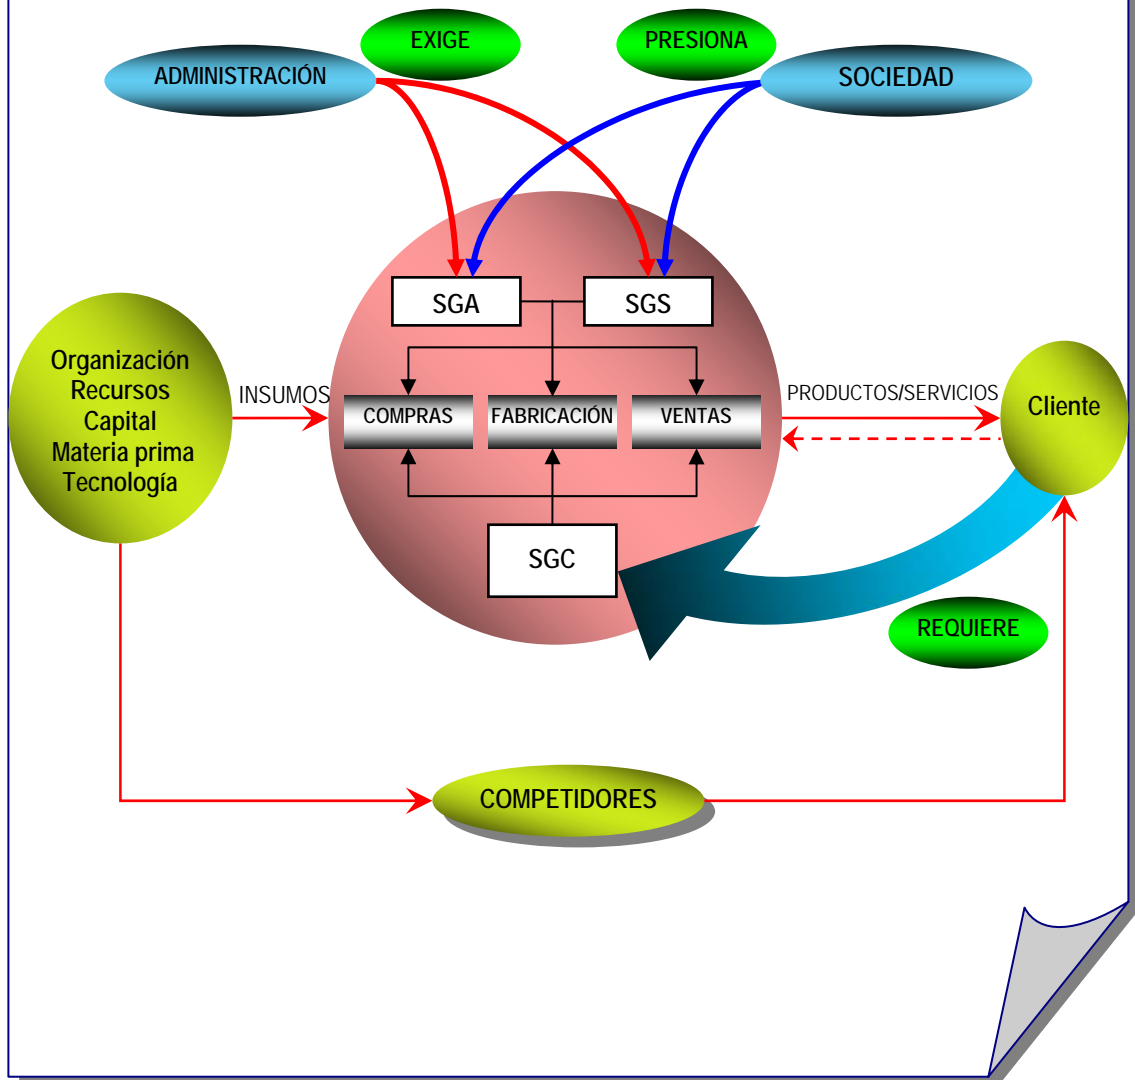 EXIGE
PRESIONA
ADMINISTRACIÓN
SOCIEDAD
SGA
SGS
Organización
Recursos
Capital
Materia prima
Tecnología
INSUMOS
COMPRAS
FABRICACIÓN
VENTAS
PRODUCTOS/SERVICIOS
Cliente
SGC
REQUIERE
COMPETIDORES